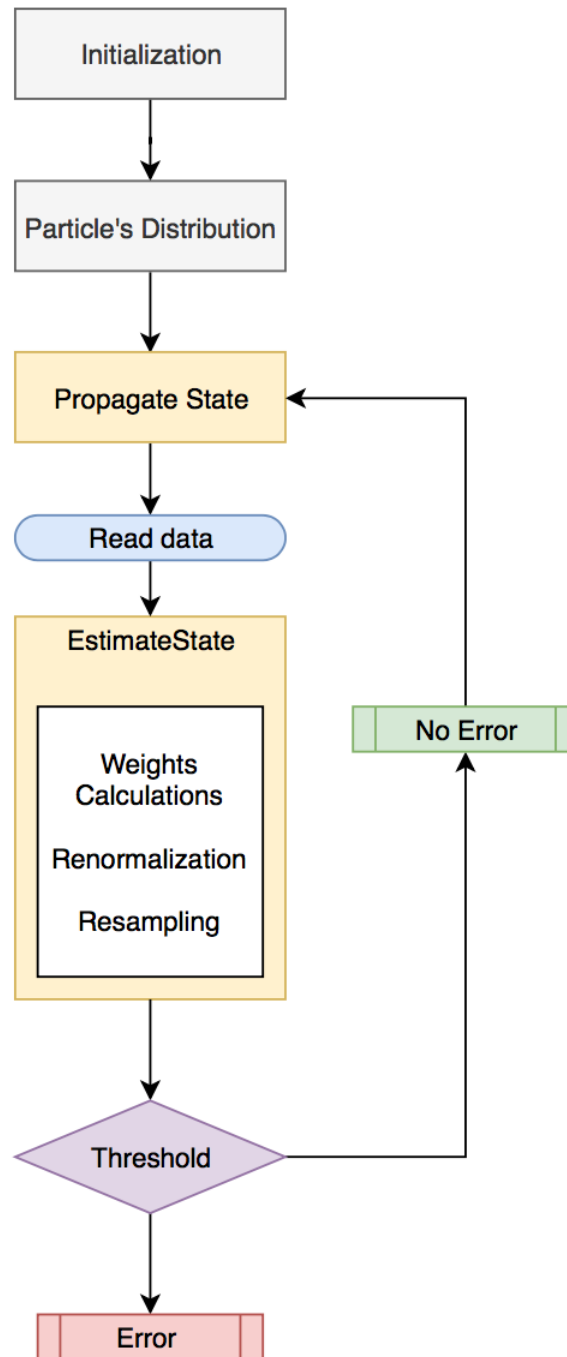 Initialization
Particle's Distribution
Propagate State
Read data
EstimateState
Weights
Calculations
Renormalization
Resampling
No Error
Threshold
Error